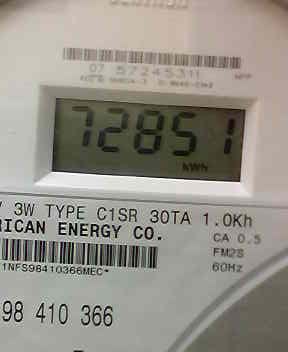 07 57245311
72851
kWh
3W TYPE C1SR 30TA 1.0Kh
RICAN ENERGY CO.
CA 0.5
FM2S
60Hz
1NFS98410366MEC*
98 410 366